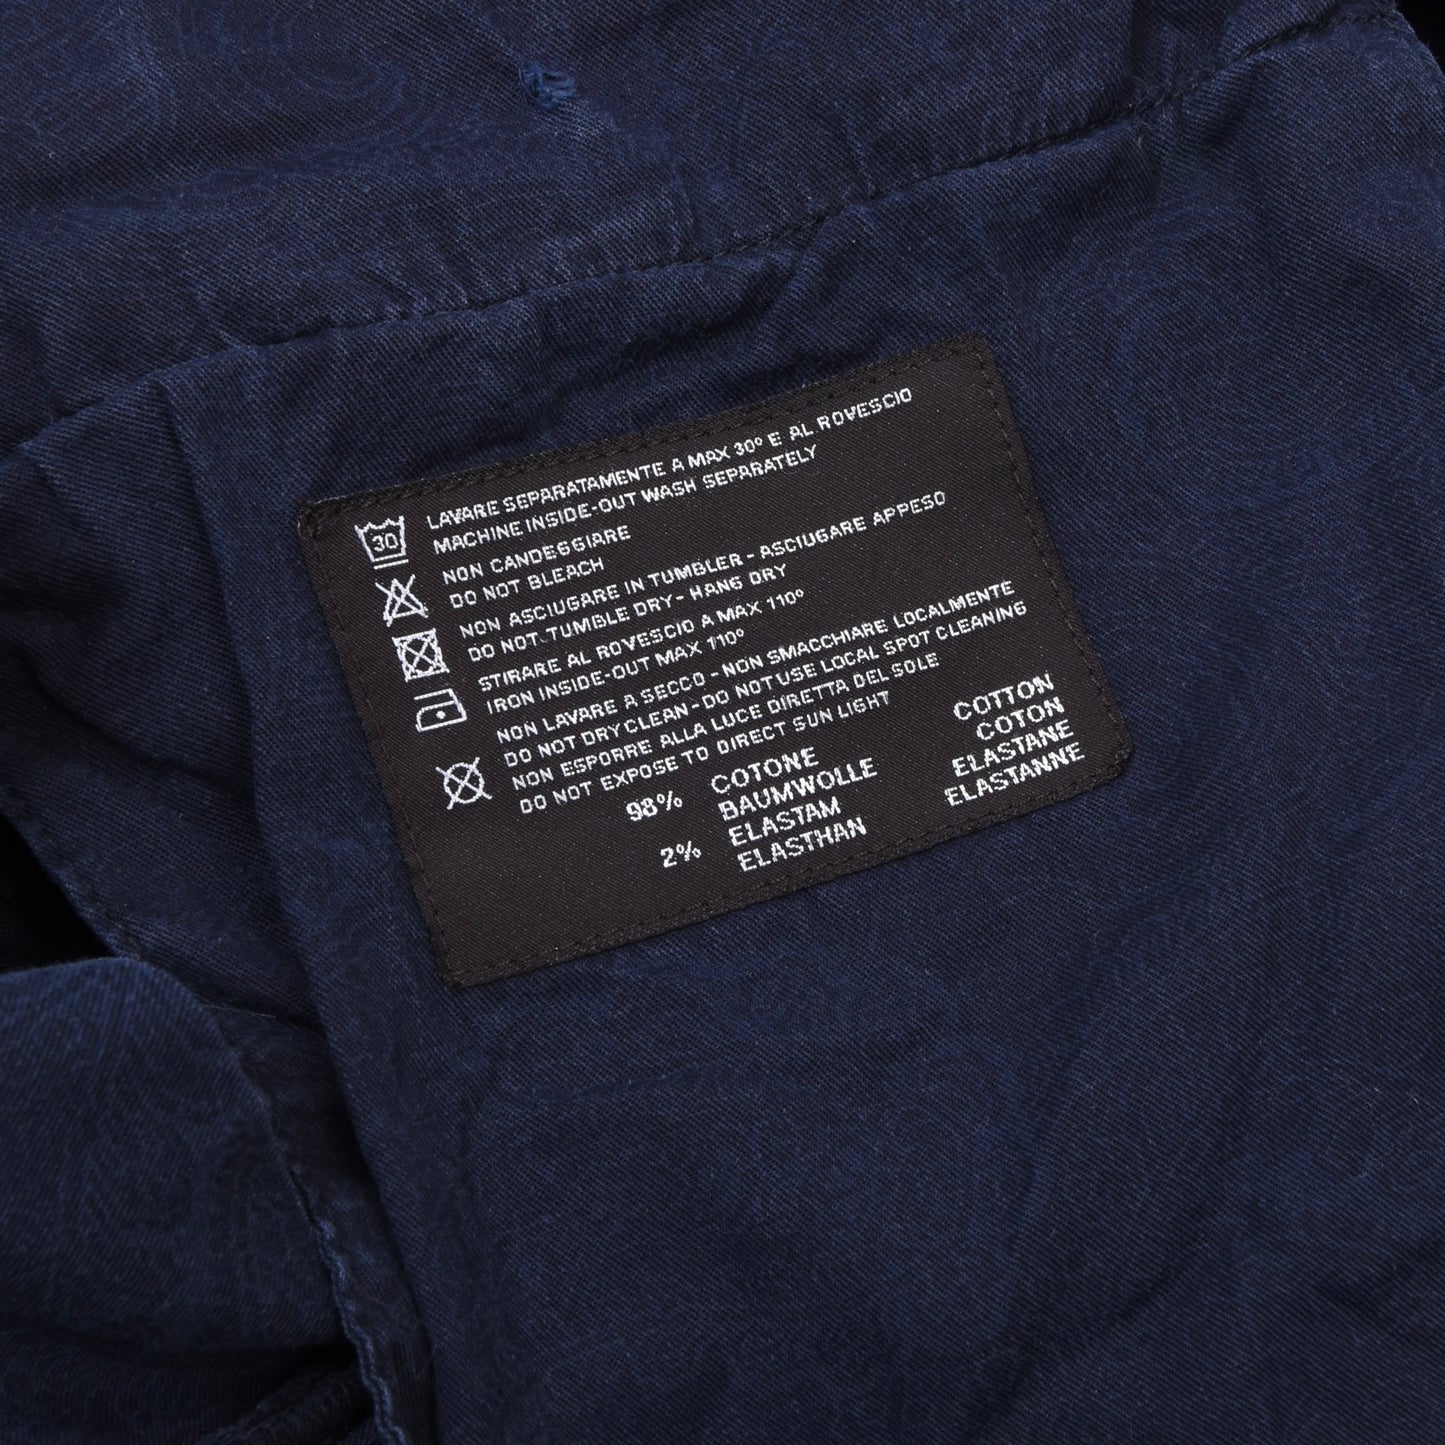 30
LAVARE SEPARATAMENTE A MAX 30° E AL ROVESCIO
MACHINE INSIDE-OUT WASH SEPARATELY
NON CANDEGGIARE
DO NOT BLEACH
NON ASCIUGARE IN TUMBLER - ASCIUGARE APPESO
DO NOT TUMBLE DRY - HANG DRY
STIRARE AL ROVESCIO A MAX 110°
IRON INSIDE-OUT MAX 110°
NON LAVARE A SECCO - NON SMACCHIARE LOCALMENTE
DO NOT DRY CLEAN - DO NOT USE LOCAL SPOT CLEANING
NON ESPORRE ALLA LUCE DIRETTA DEL SOLE
DO NOT EXPOSE TO DIRECT SUN LIGHT
98% COTONE COTTON
BAUMWOLLE COTON
2% ELASTAM ELASTANE
ELASTHAN ELASTANNE